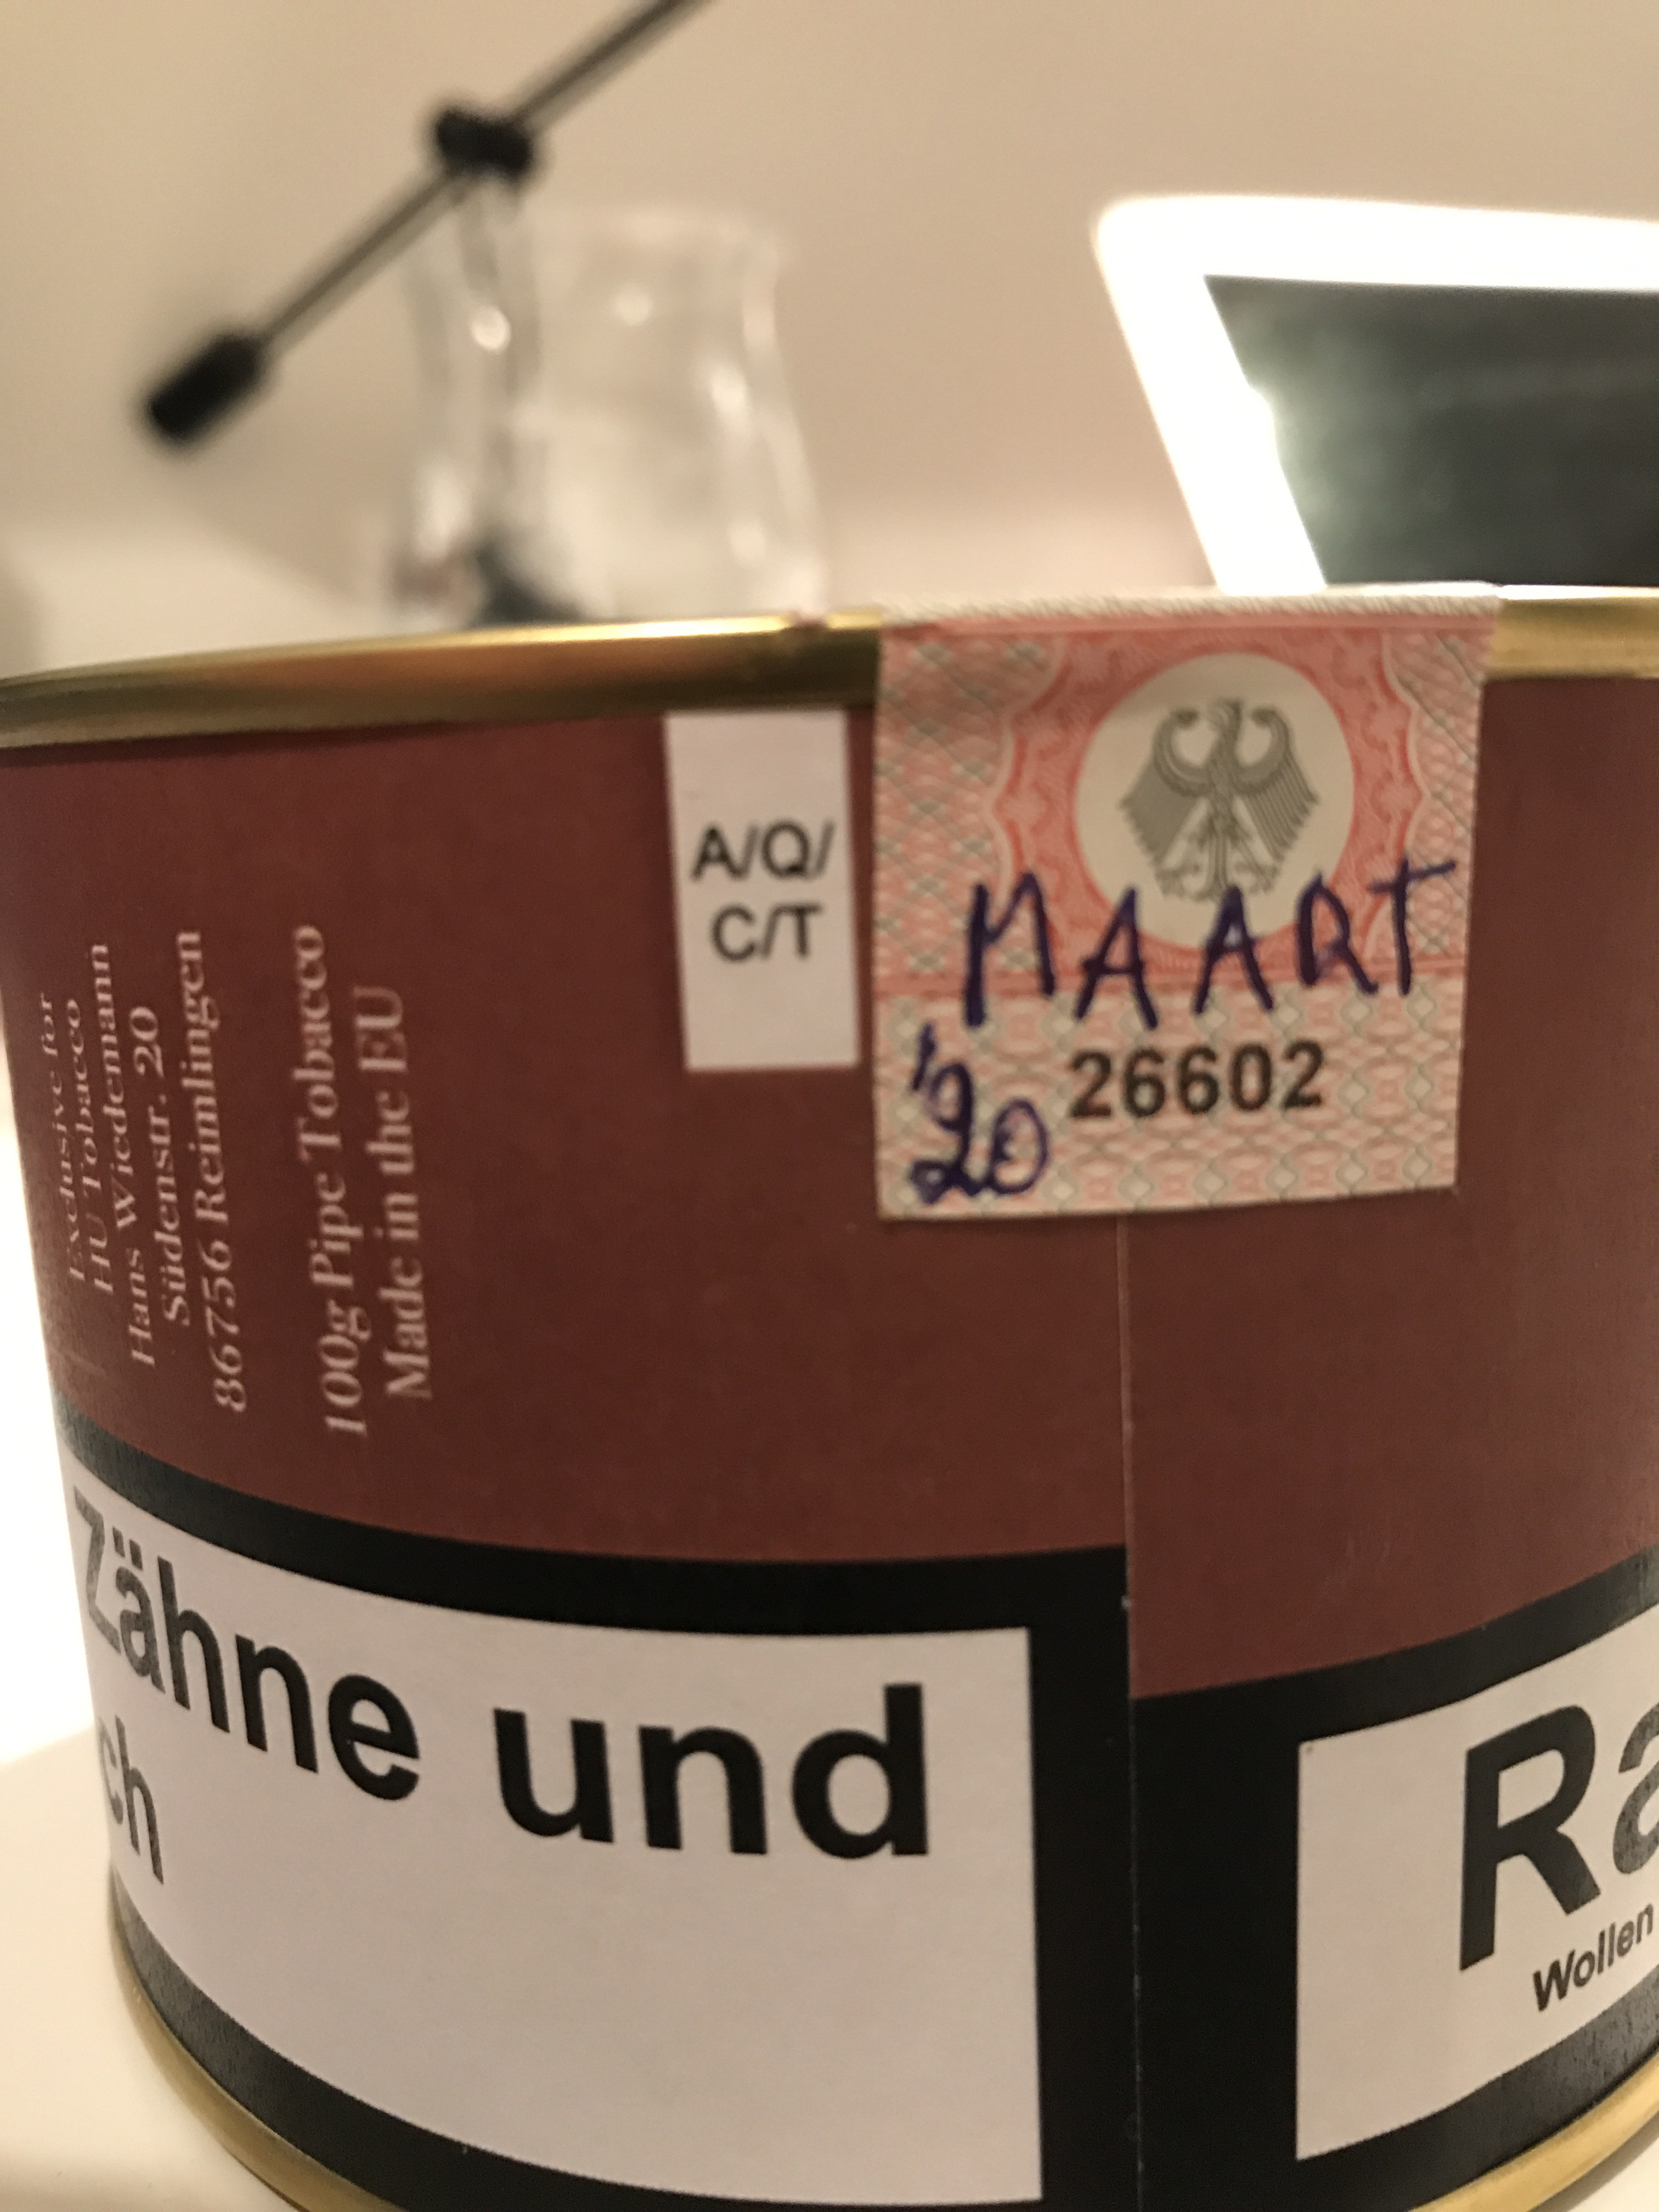 Exclusive for
HU Tobacco
Hans Wiedemann
Südenstr. 20
86756 Reimlingen
100g Pipe Tobacco
Made in the EU
A/Q/
C/T
MAART
'20
26602
Zähne und
ch
Ra
Wollen